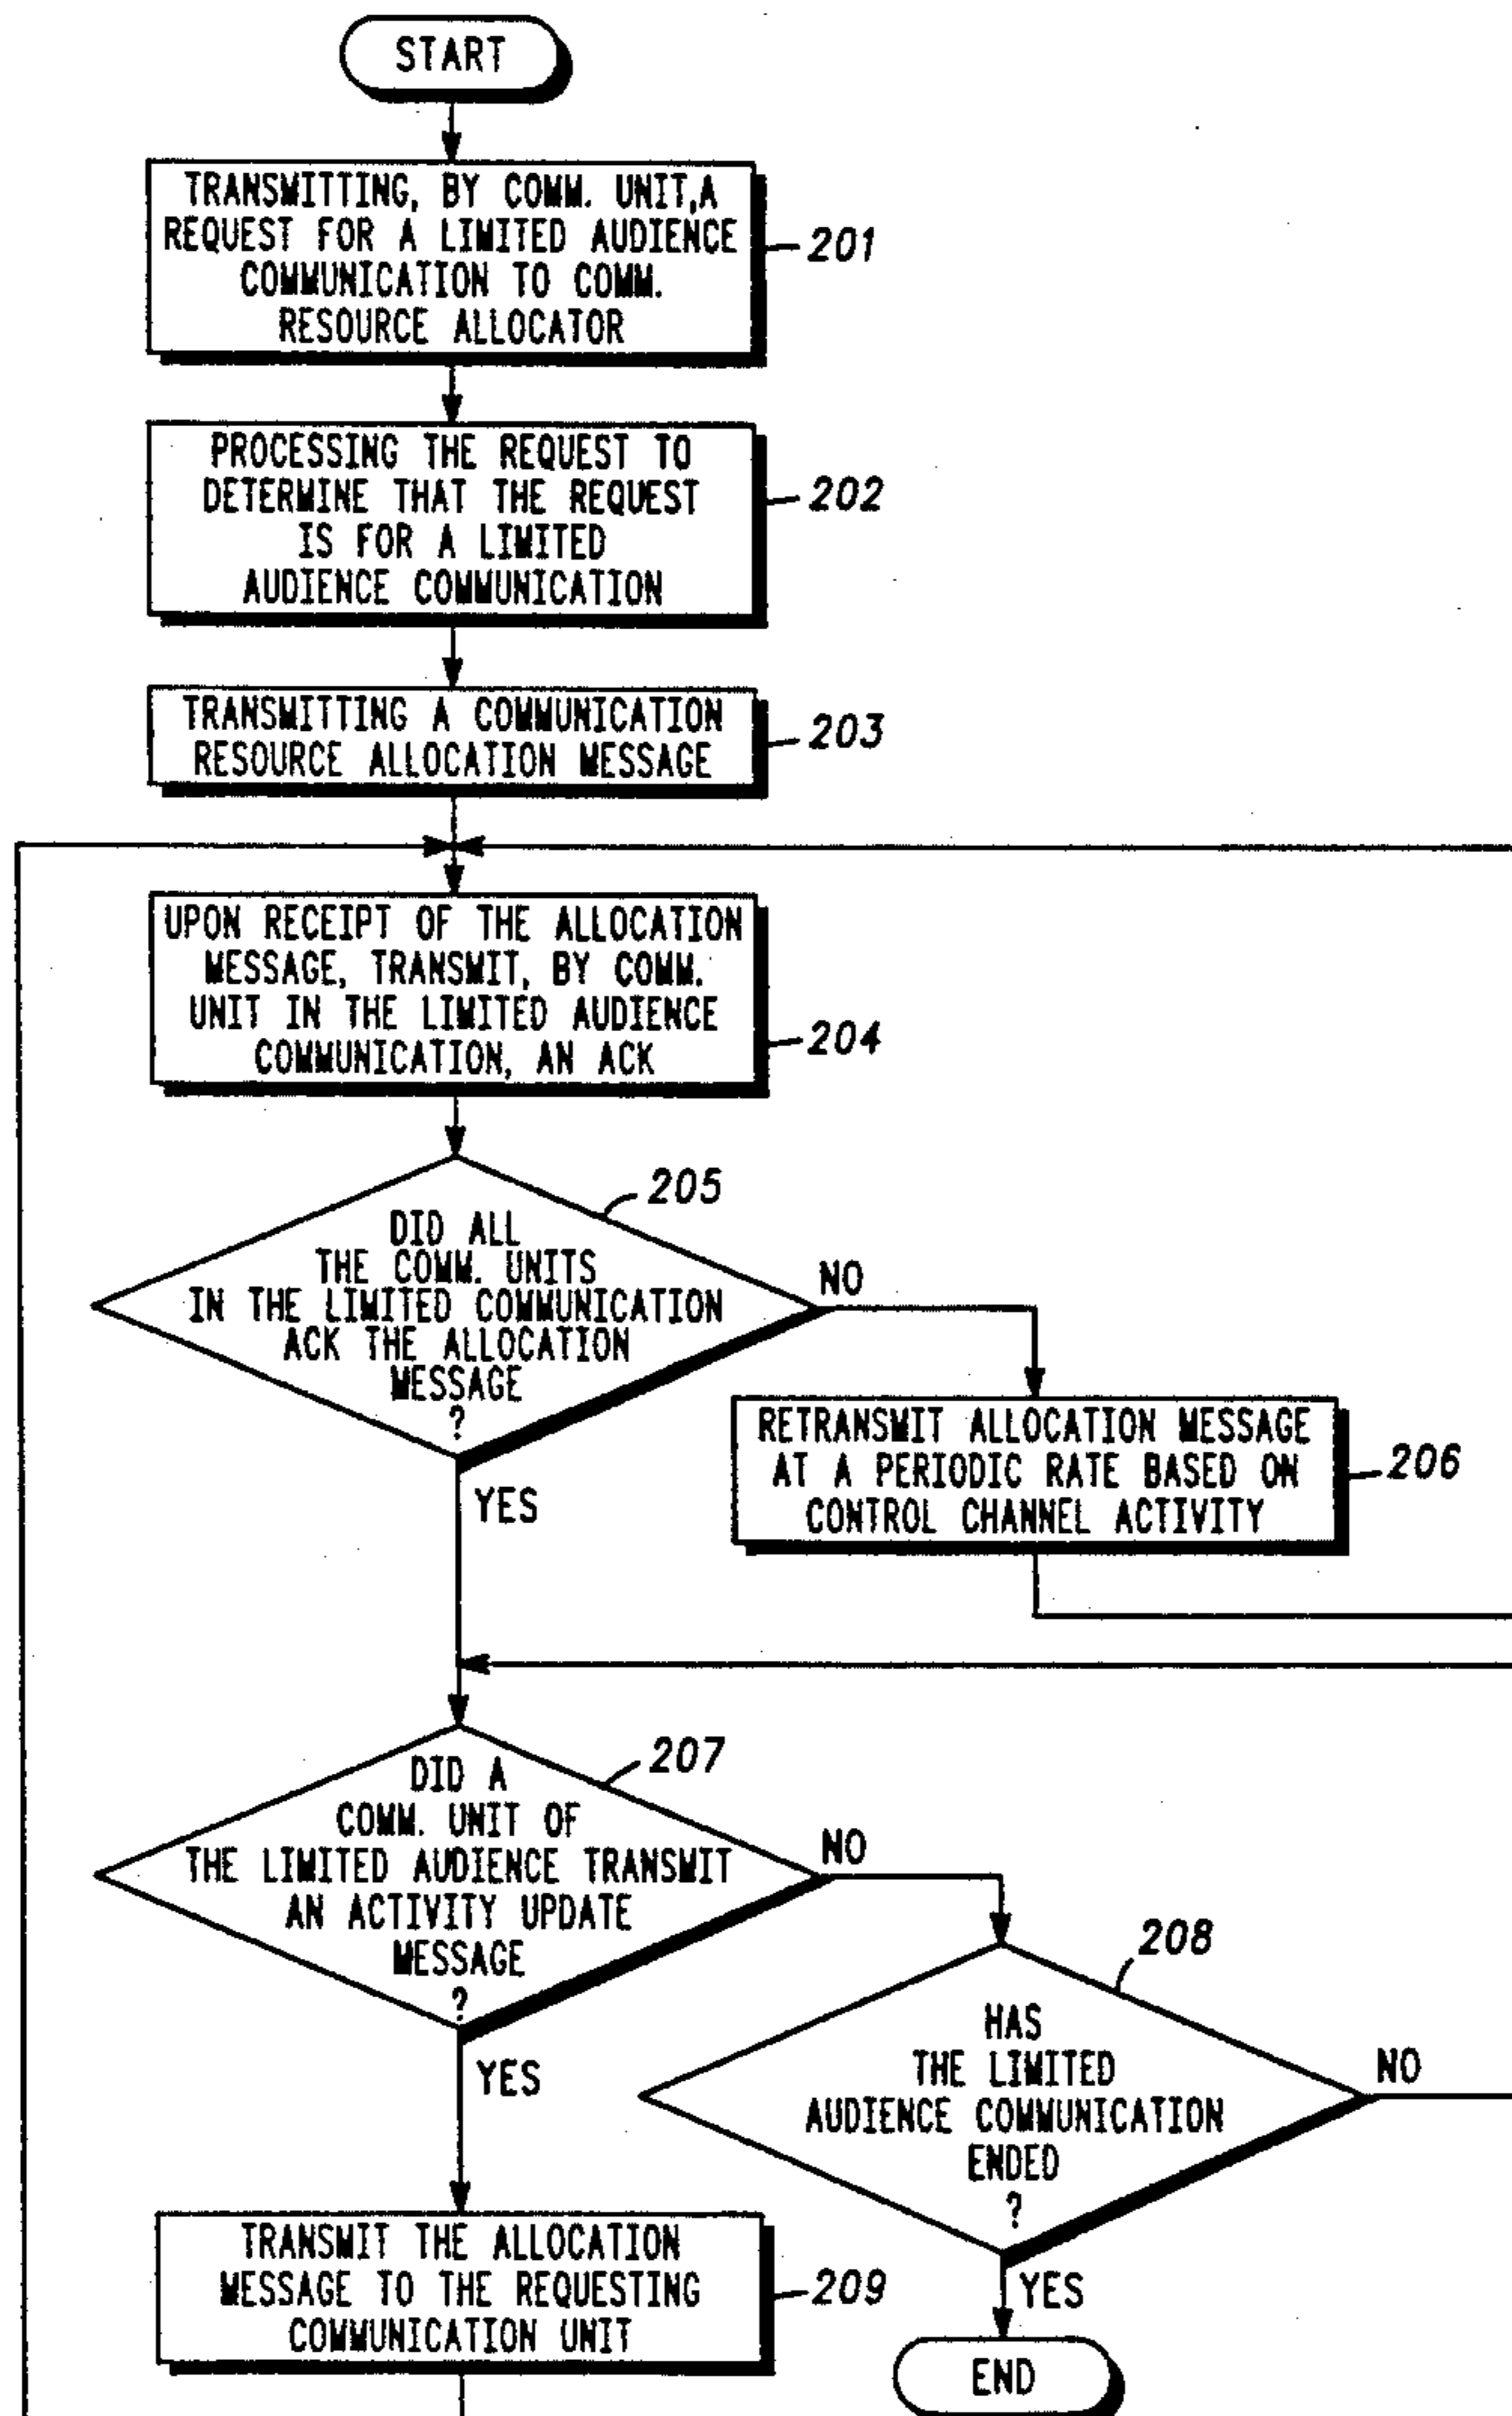 START
TRANSMITTING, BY COMM. UNIT,A
REQUEST FOR A LIMITED AUDIENCE
COMMUNICATION TO COMM.
RESOURCE ALLOCATOR
201
PROCESSING THE REQUEST TO
DETERMINE THAT THE REQUEST
IS FOR A LIMITED
AUDIENCE COMMUNICATION
202
TRANSMITTING A COMMUNICATION
RESOURCE ALLOCATION MESSAGE
203
UPON RECEIPT OF THE ALLOCATION
MESSAGE, TRANSMIT, BY COMM.
UNIT IN THE LIMITED AUDIENCE
COMMUNICATION, AN ACK
204
205
DID ALL
THE COMM. UNITS
IN THE LIMITED COMMUNICATION
ACK THE ALLOCATION
MESSAGE
?
NO
YES
RETRANSMIT ALLOCATION MESSAGE
AT A PERIODIC RATE BASED ON
CONTROL CHANNEL ACTIVITY
206
207
DID A
COMM. UNIT OF
THE LIMITED AUDIENCE TRANSMIT
AN ACTIVITY UPDATE
MESSAGE
?
NO
YES
208
HAS
THE LIMITED
AUDIENCE COMMUNICATION
ENDED
?
NO
YES
TRANSMIT THE ALLOCATION
MESSAGE TO THE REQUESTING
COMMUNICATION UNIT
209
END